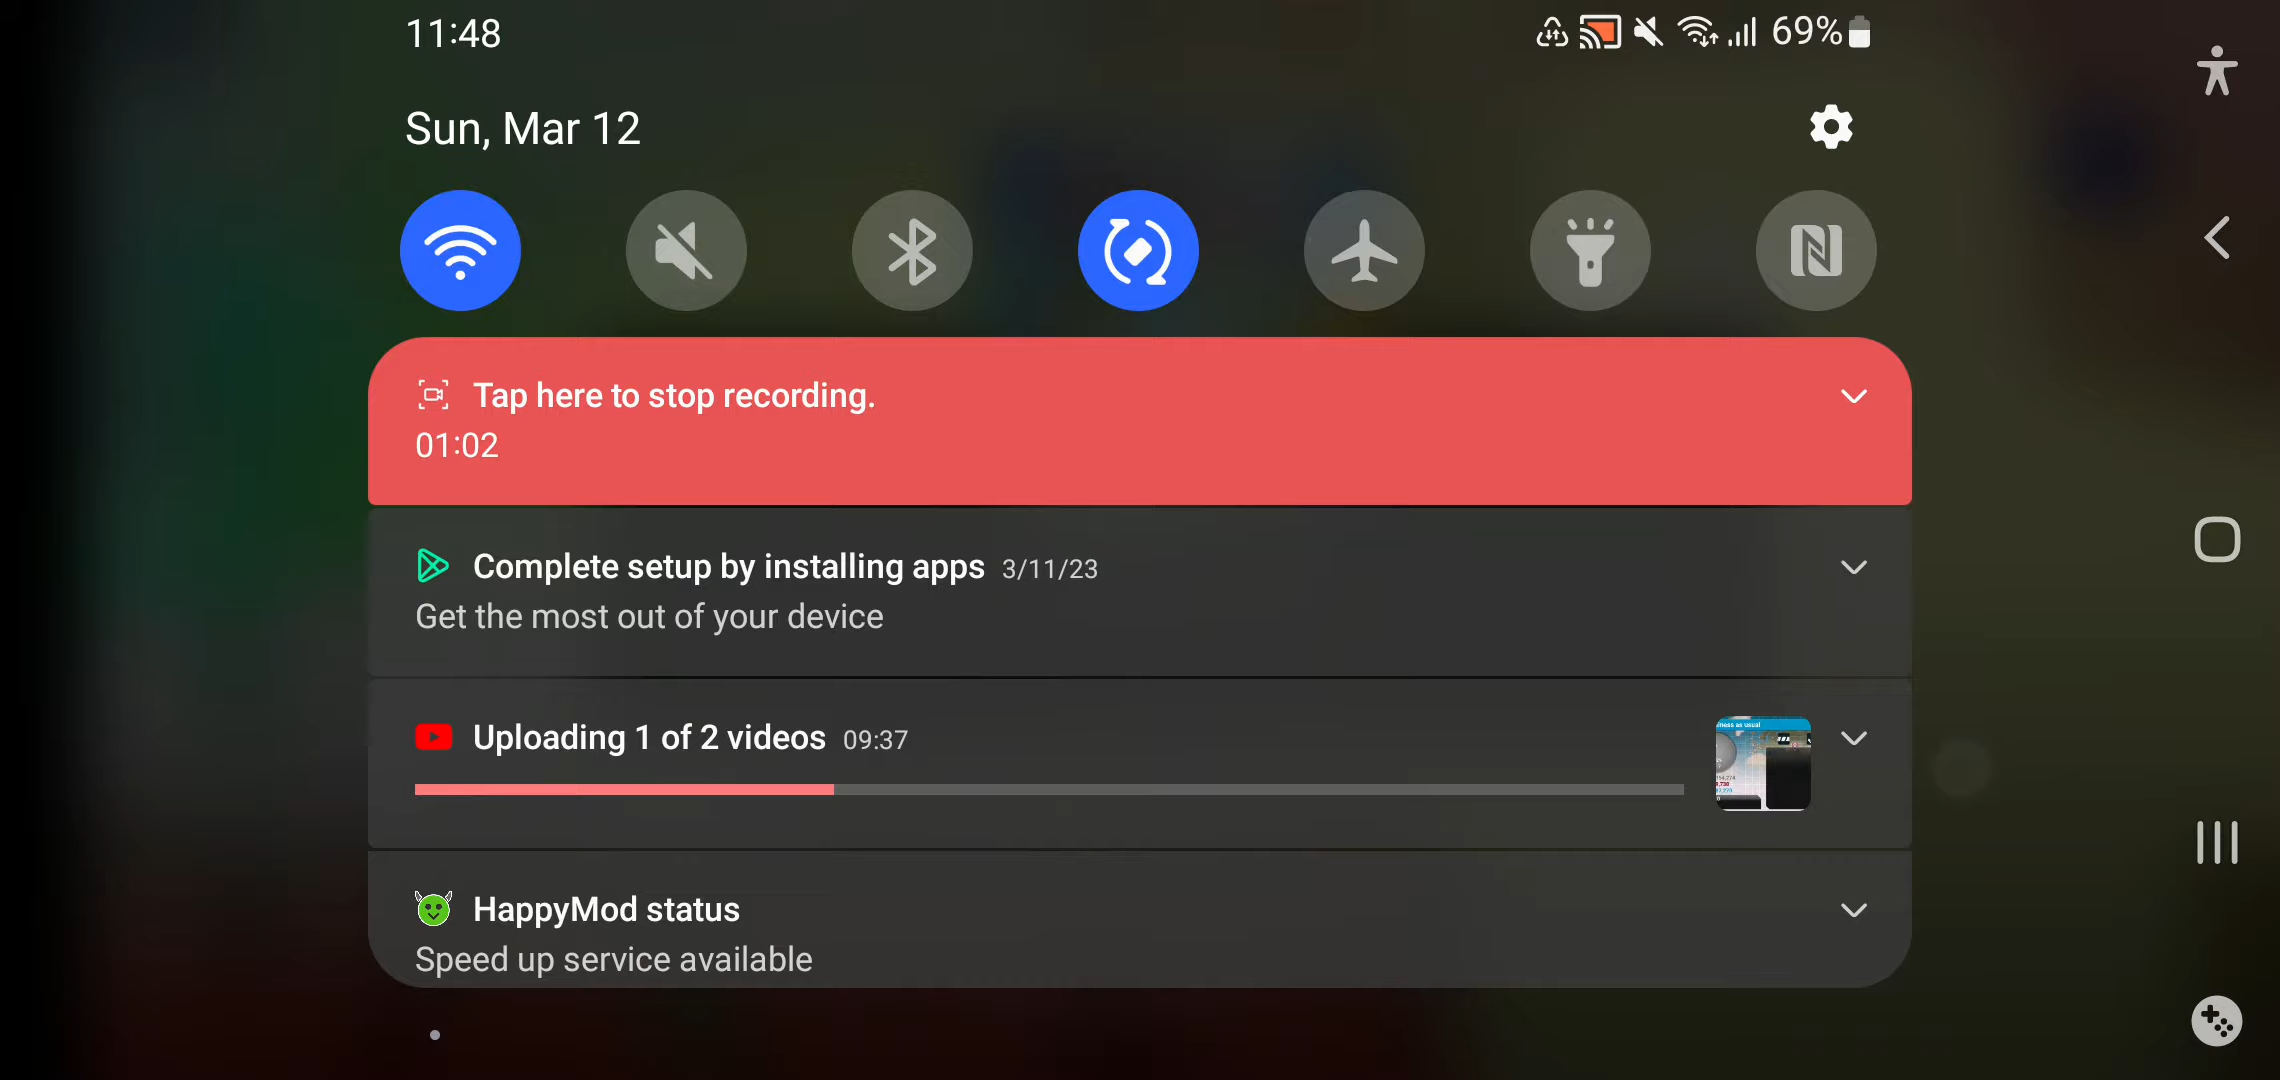 11:48
69%
Sun, Mar 12
Tap here to stop recording.
01:02
Complete setup by installing apps 3/11/23
Get the most out of your device
Uploading 1 of 2 videos 09:37
HappyMod status
Speed up service available